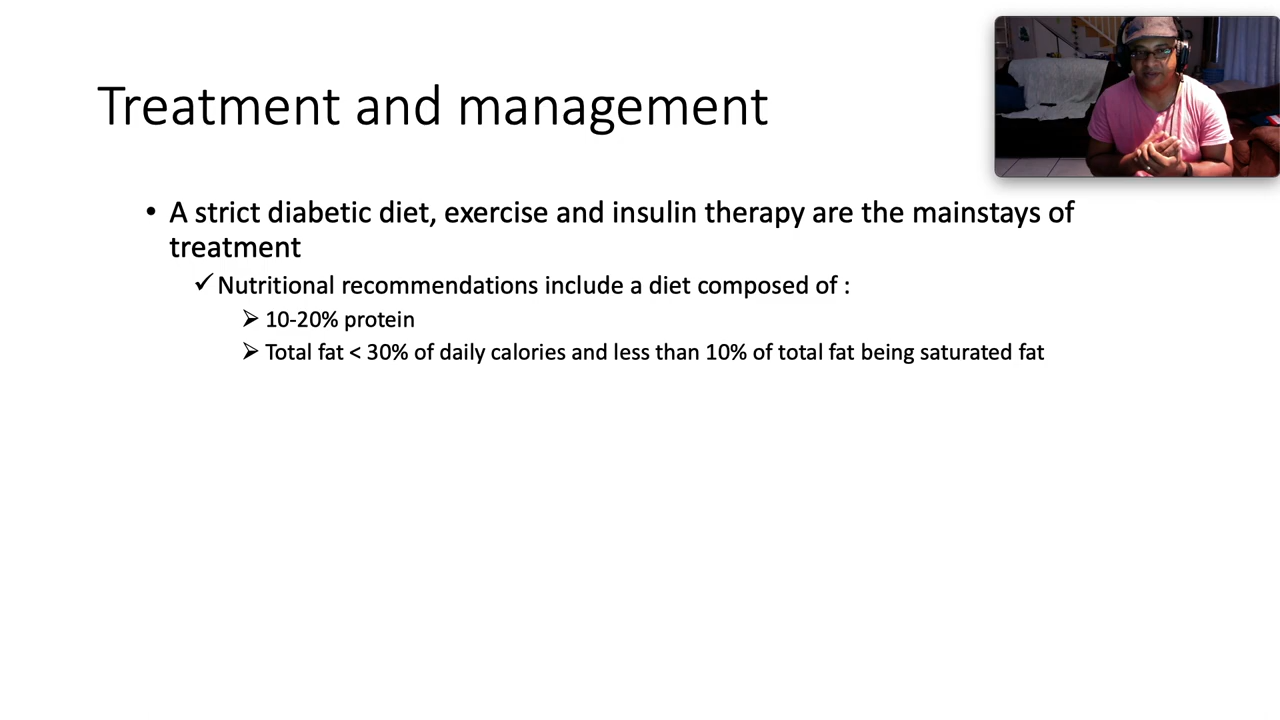 Treatment and management
• A strict diabetic diet, exercise and insulin therapy are the mainstays of
treatment
✓Nutritional recommendations include a diet composed of :
➢ 10-20% protein
➢ Total fat < 30% of daily calories and less than 10% of total fat being saturated fat